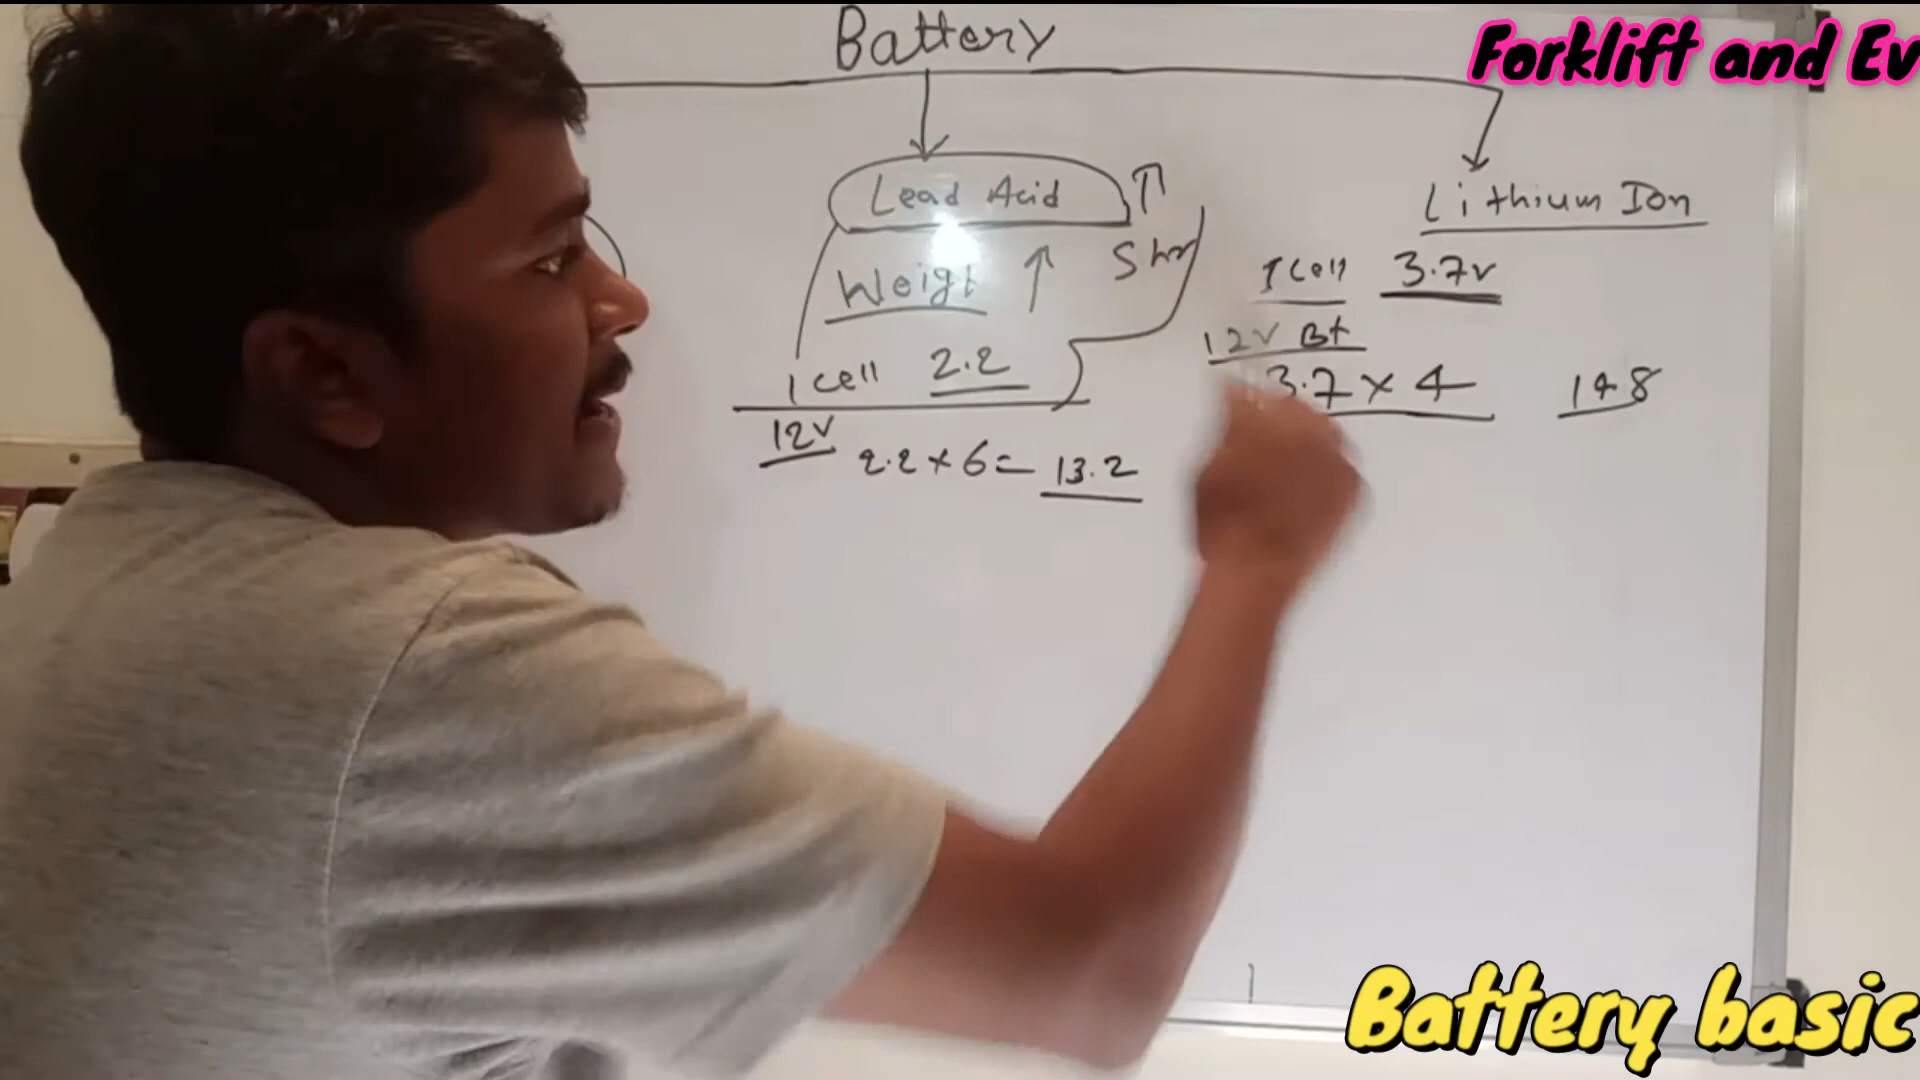 Battery
Forklift and Ev
Lead Acid ↑
Lithium Ion
Weigt ↑
1 Cell 3.7v
12V Bt
1 Cell 2.2
3.7 × 4 14.8
12V
2.2 × 6 = 13.2
Battery basic